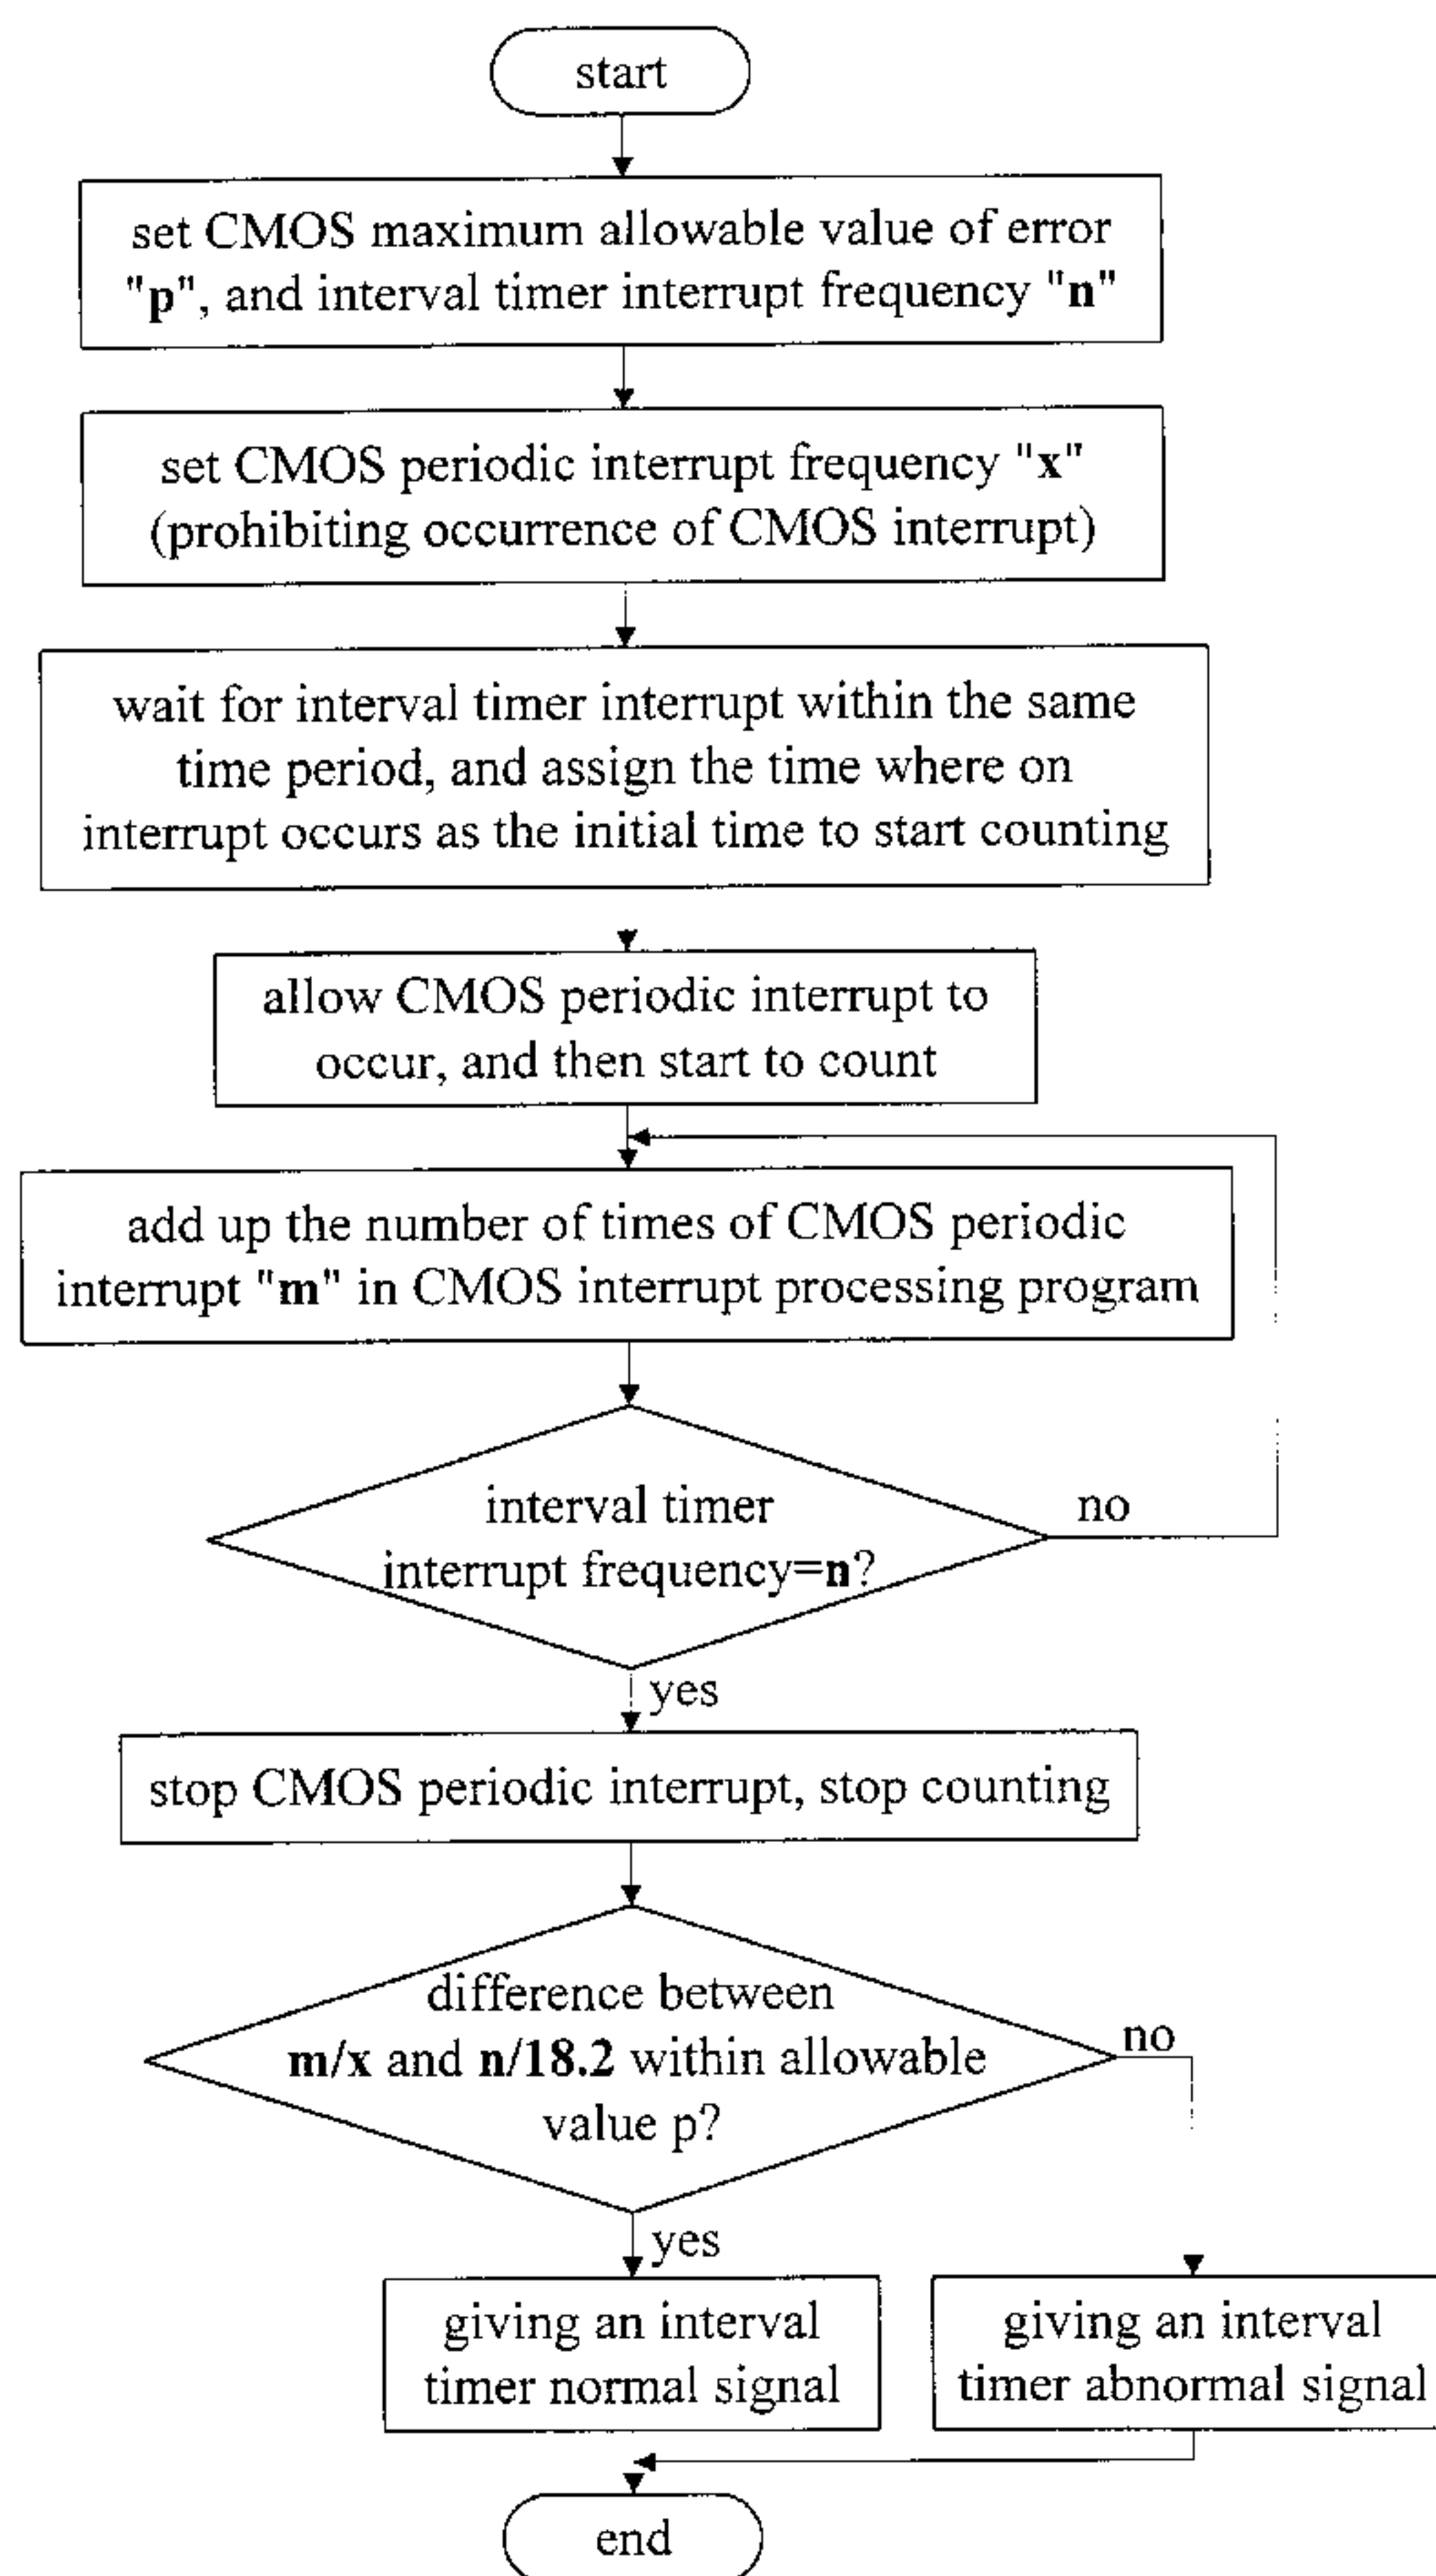 start
set CMOS maximum allowable value of error
"p", and interval timer interrupt frequency "n"
set CMOS periodic interrupt frequency "x"
(prohibiting occurrence of CMOS interrupt)
wait for interval timer interrupt within the same
time period, and assign the time where on
interrupt occurs as the initial time to start counting
allow CMOS periodic interrupt to
occur, and then start to count
add up the number of times of CMOS periodic
interrupt "m" in CMOS interrupt processing program
interval timer
interrupt frequency=n?
no
yes
stop CMOS periodic interrupt, stop counting
difference between
m/x and n/18.2 within allowable
value p?
no
yes
giving an interval
timer normal signal
giving an interval
timer abnormal signal
end